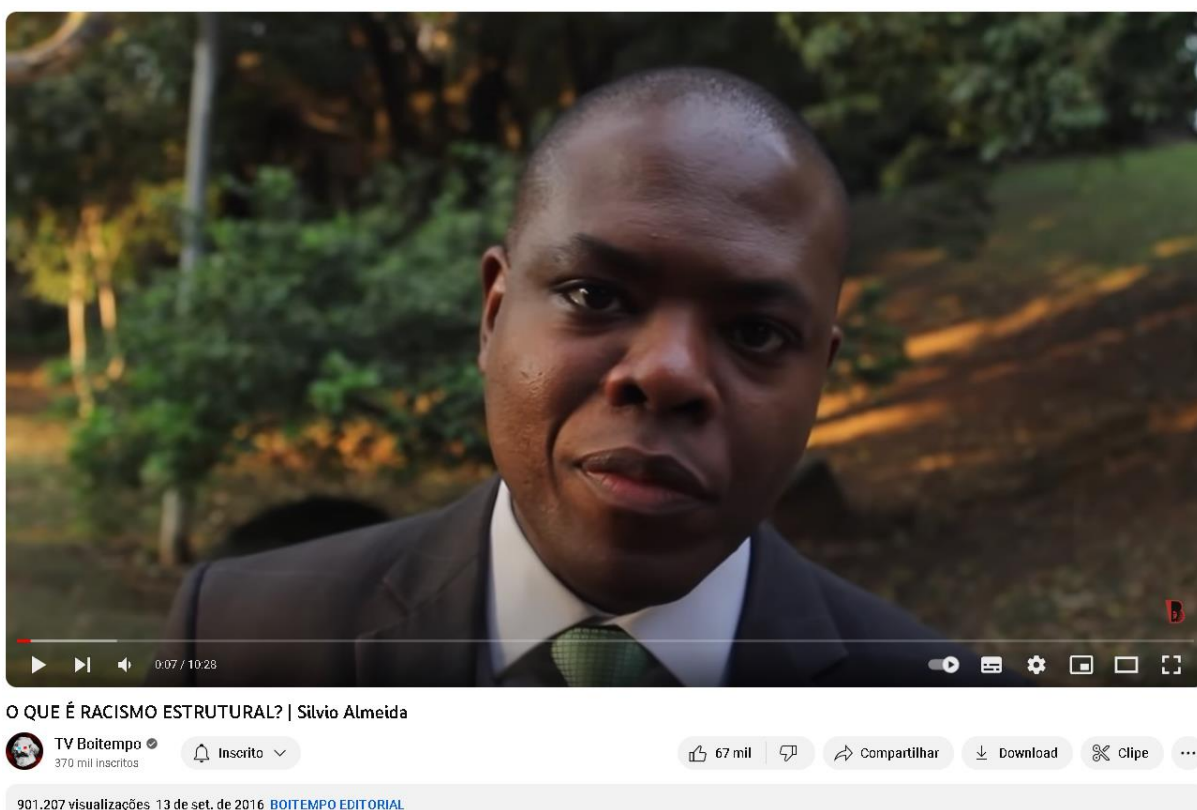 0:07 / 10:28
O QUE É RACISMO ESTRUTURAL? | Silvio Almeida
TV Boitempo
370 mil inscritos
Inscrito
67 mil
Compartilhar
Download
Clipe
901.207 visualizações 13 de set. de 2016 BOITEMPO EDITORIAL